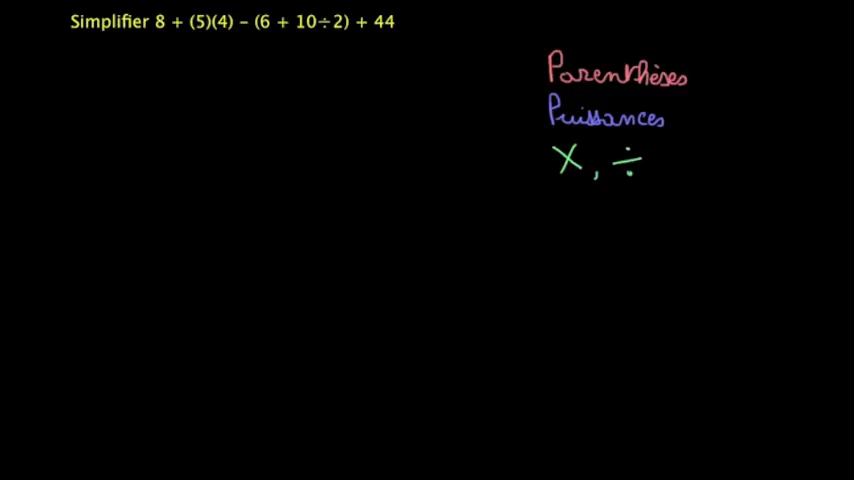 Simplifier 8 + (5)(4) – (6 + 10÷2) + 44
Parenthèses
Puissances
X, ÷